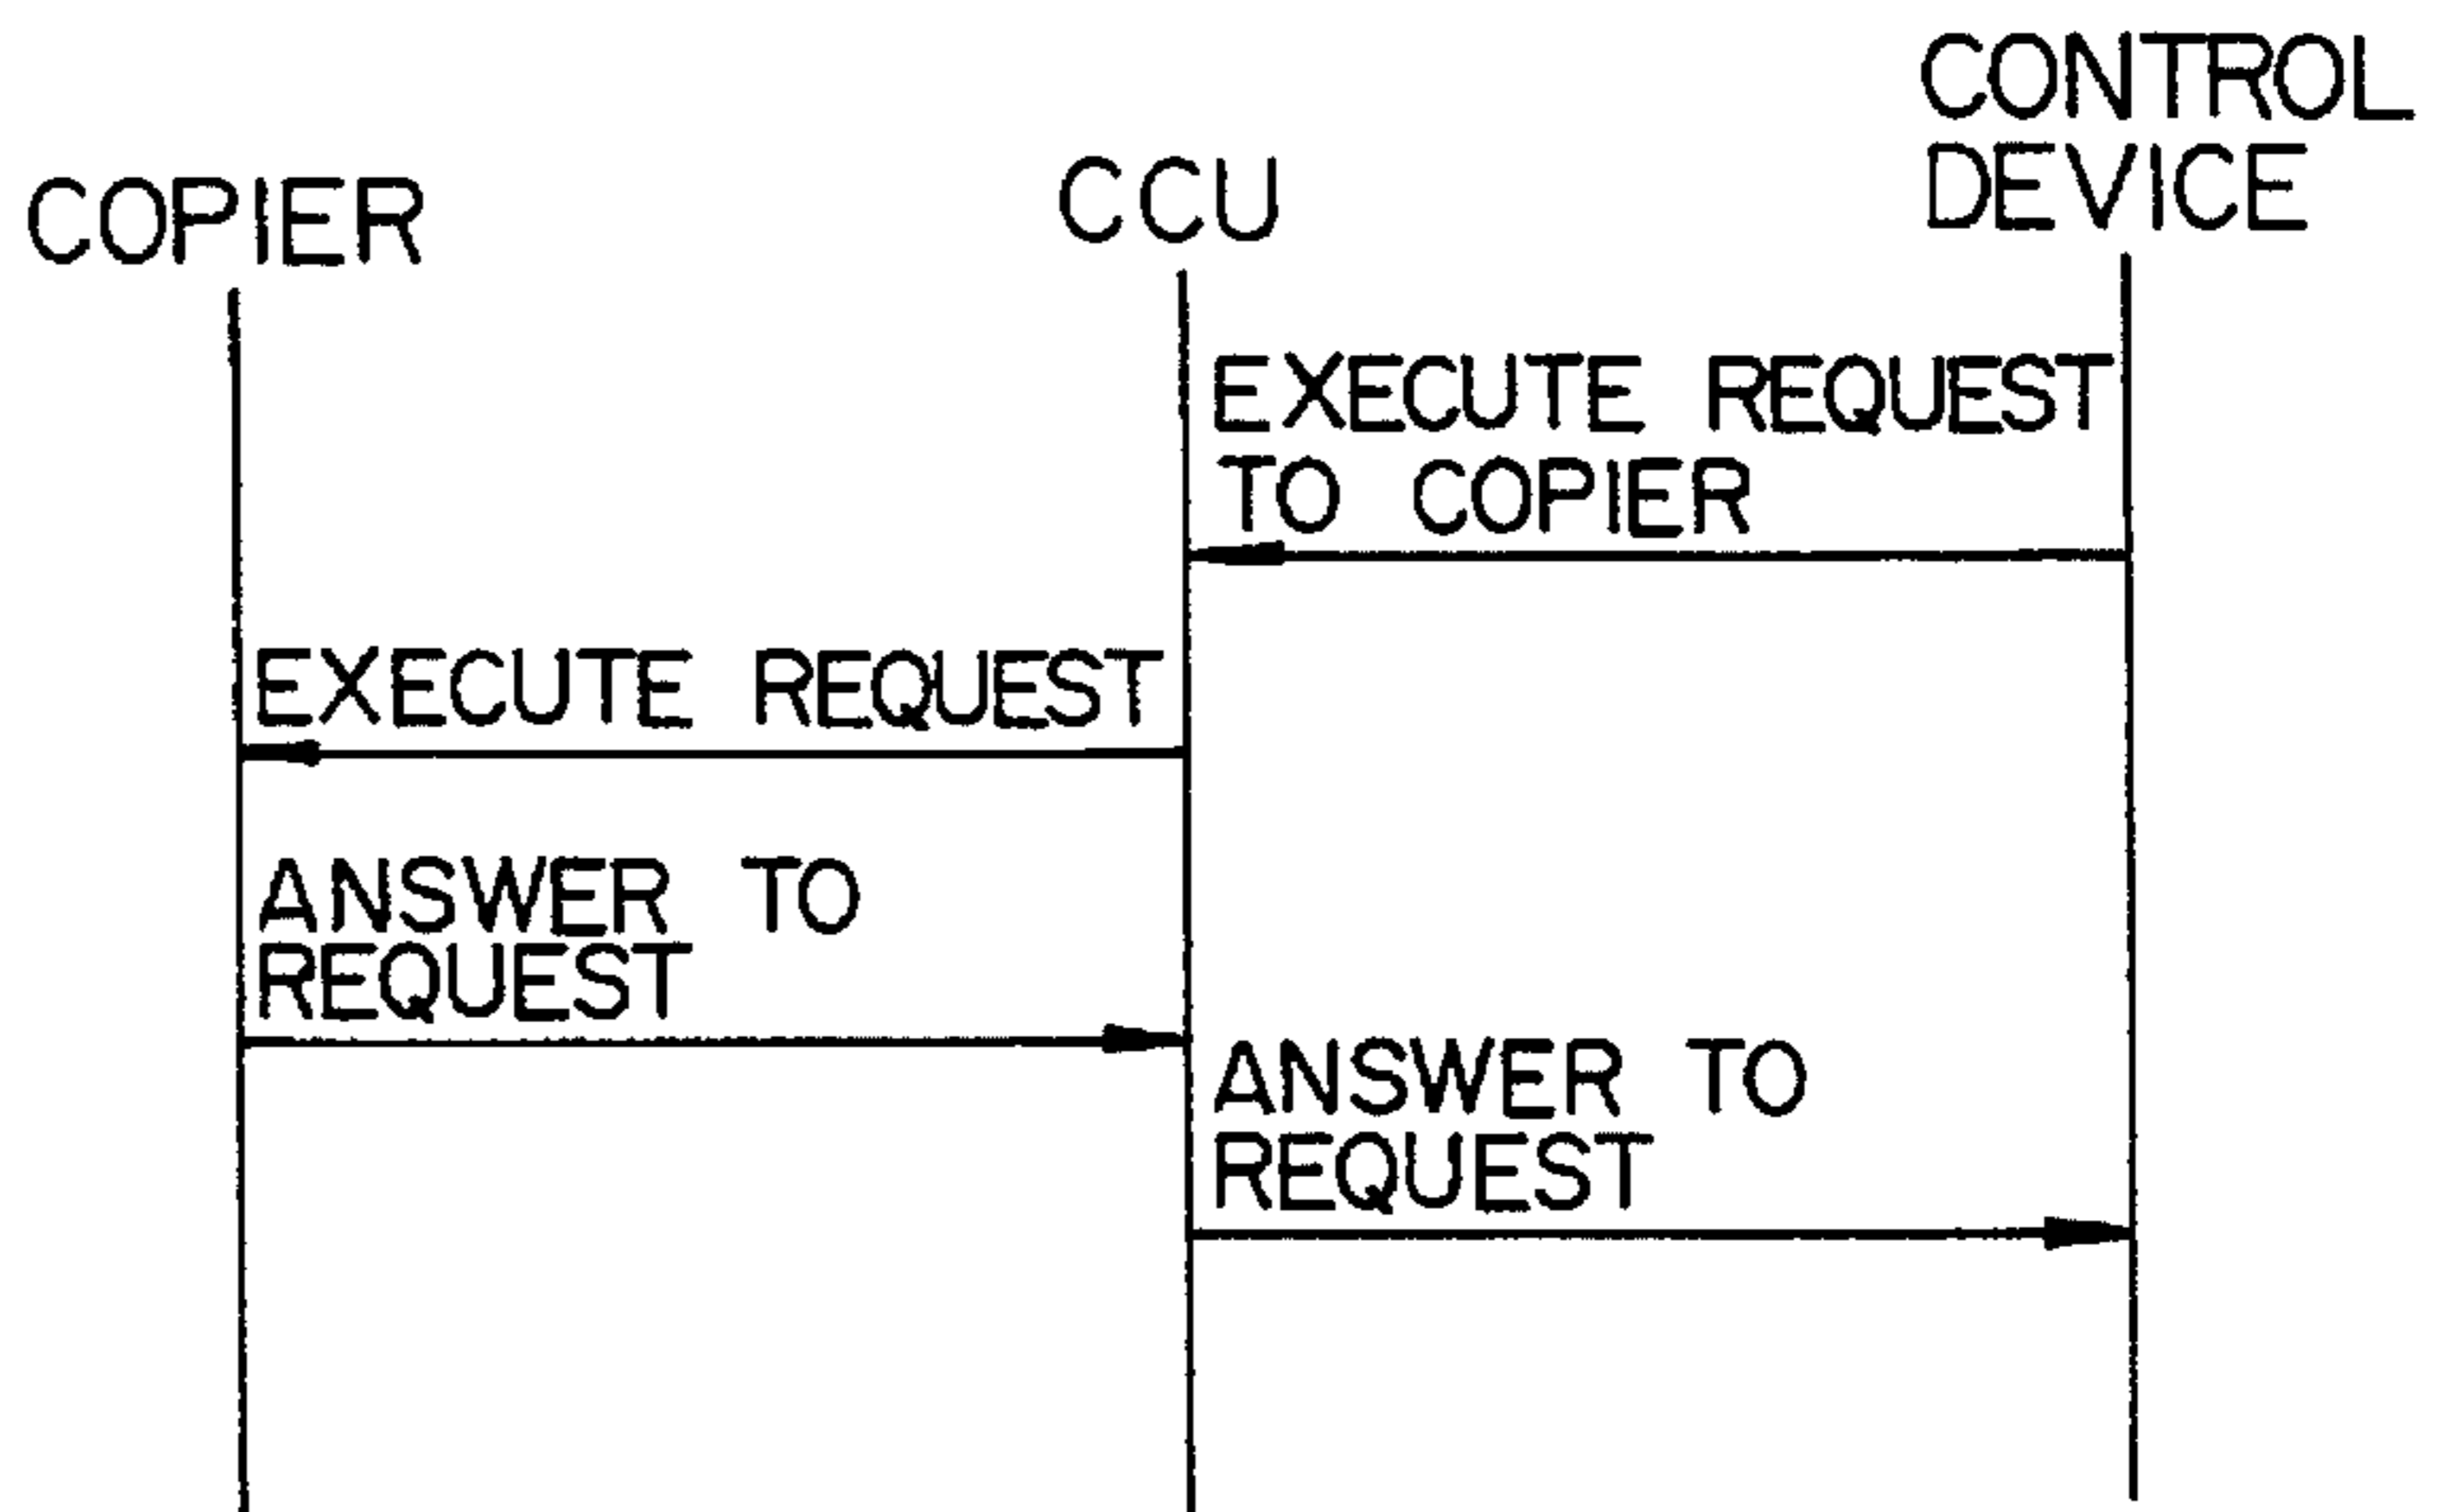 COPIER
CCU
CONTROL
DEVICE
EXECUTE REQUEST
TO COPIER
EXECUTE REQUEST
ANSWER TO
REQUEST
ANSWER TO
REQUEST